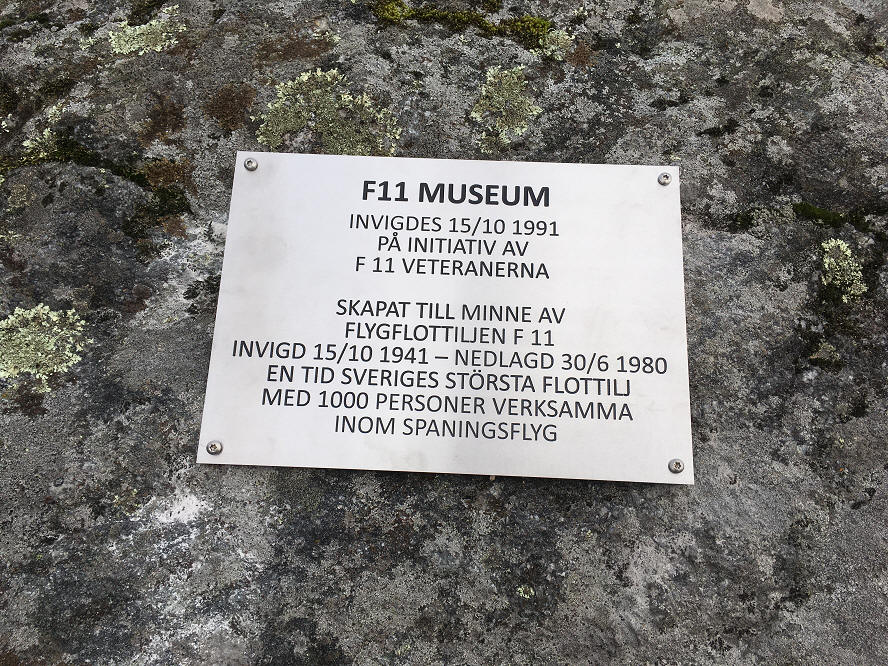 F11 MUSEUM
INVIGDES 15/10 1991
PÅ INITIATIV AV
F 11 VETERANERNA
SKAPAT TILL MINNE AV
FLYGFLOTTILJEN F 11
INVIGD 15/10 1941 – NEDLAGD 30/6 1980
EN TID SVERIGES STÖRSTA FLOTTILJ
MED 1000 PERSONER VERKSAMMA
INOM SPANINGSFLYG